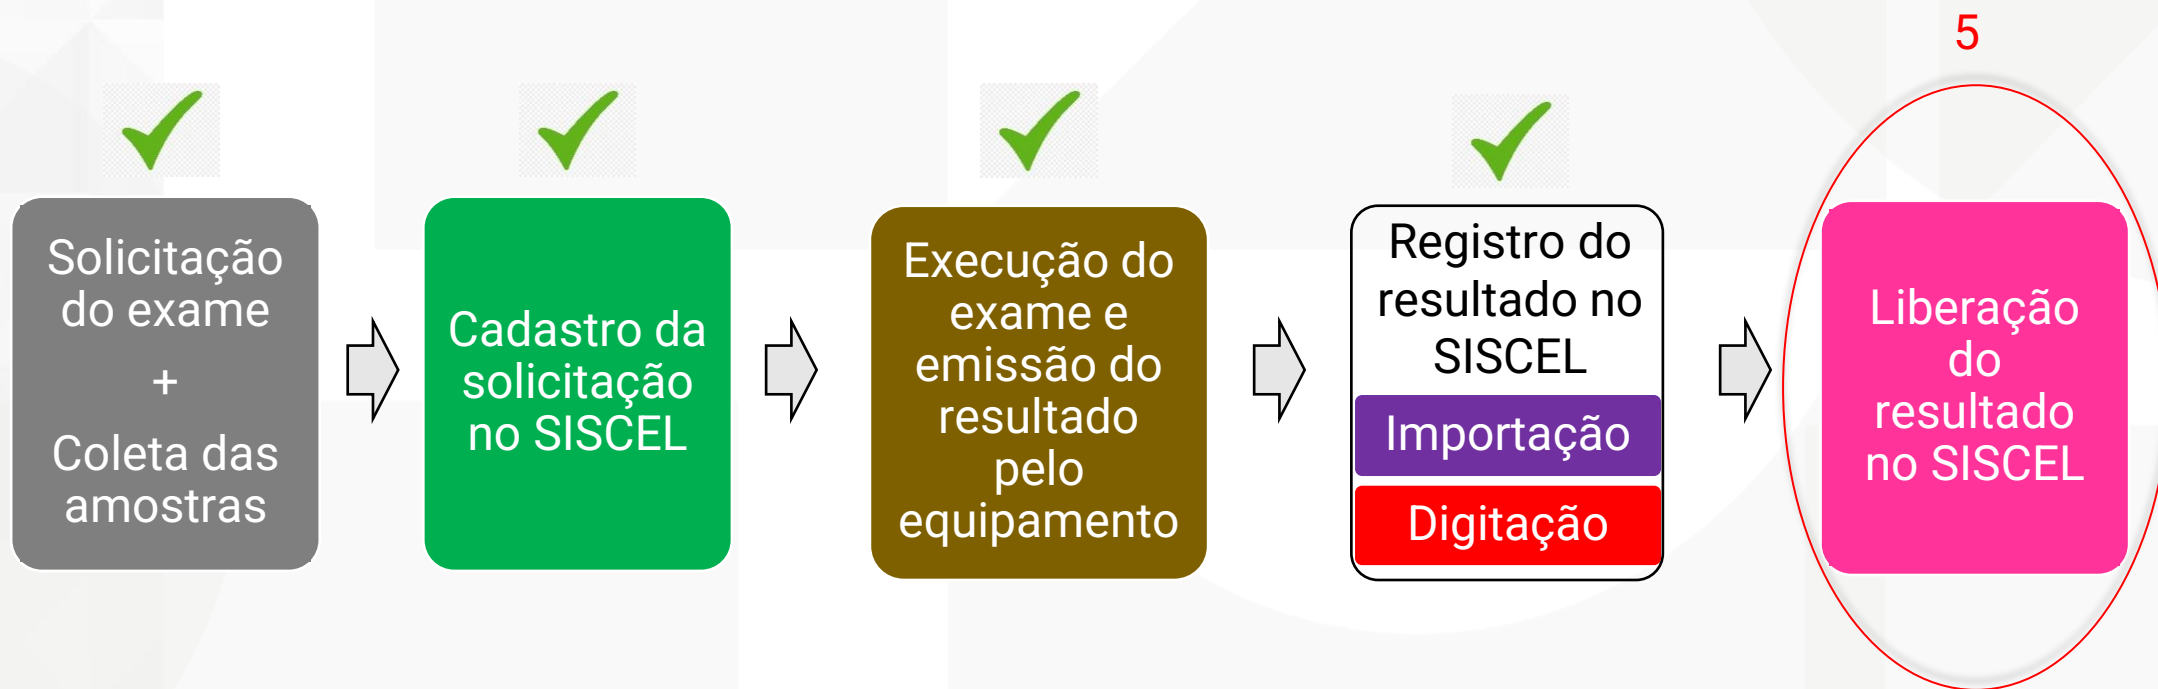 5
Solicitação
do exame
+
Coleta das
amostras
Cadastro da
solicitação
no SISCEL
Execução do
exame e
emissão do
resultado
pelo
equipamento
Registro do
resultado no
SISCEL
Importação
Digitação
Liberação
do
resultado
no SISCEL